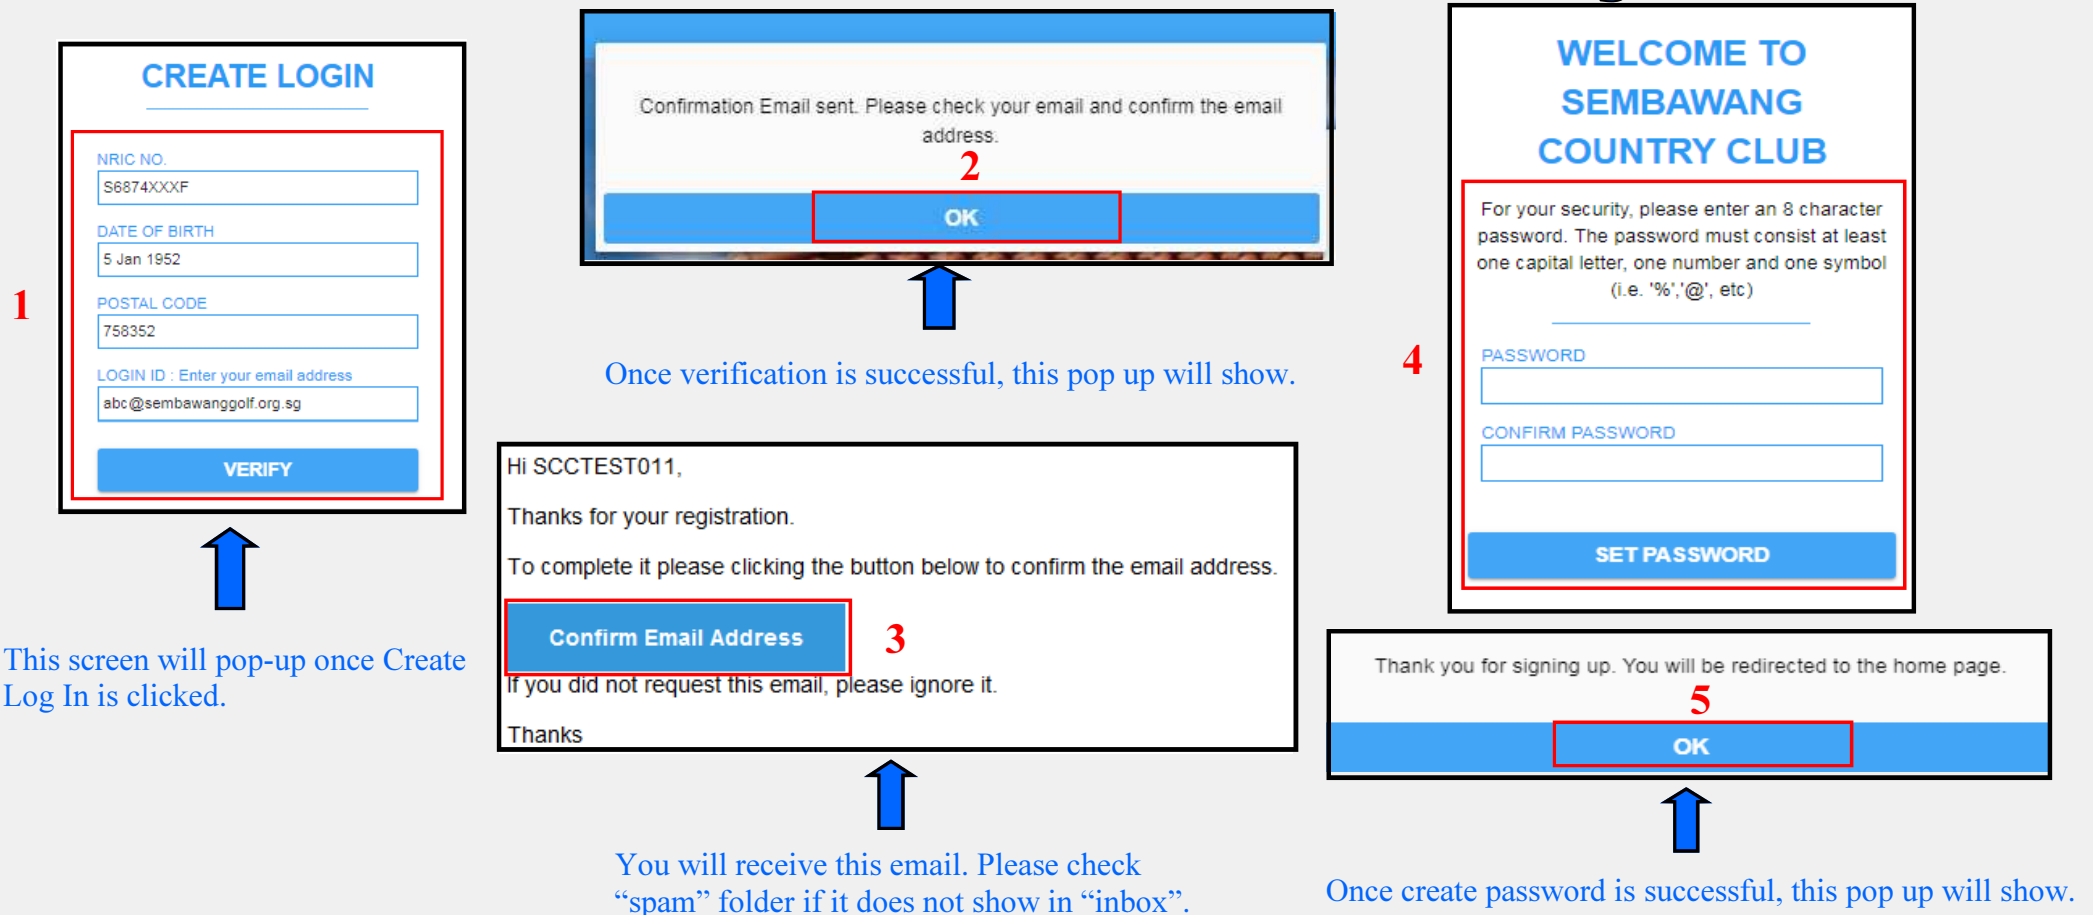 CREATE LOGIN
1
NRIC NO.
S6874XXXF
DATE OF BIRTH
5 Jan 1952
POSTAL CODE
758352
LOGIN ID : Enter your email address
abc@sembawanggolf.org.sg
VERIFY
This screen will pop-up once Create
Log In is clicked.
Confirmation Email sent. Please check your email and confirm the email
address.
2
OK
Once verification is successful, this pop up will show.
Hi SCCTEST011,
Thanks for your registration.
To complete it please clicking the button below to confirm the email address.
Confirm Email Address
3
If you did not request this email, please ignore it.
Thanks
You will receive this email. Please check
“spam” folder if it does not show in “inbox”.
WELCOME TO
SEMBAWANG
COUNTRY CLUB
For your security, please enter an 8 character
password. The password must consist at least
one capital letter, one number and one symbol
(i.e. '%','@', etc)
4
PASSWORD
CONFIRM PASSWORD
SET PASSWORD
Thank you for signing up. You will be redirected to the home page.
5
OK
Once create password is successful, this pop up will show.